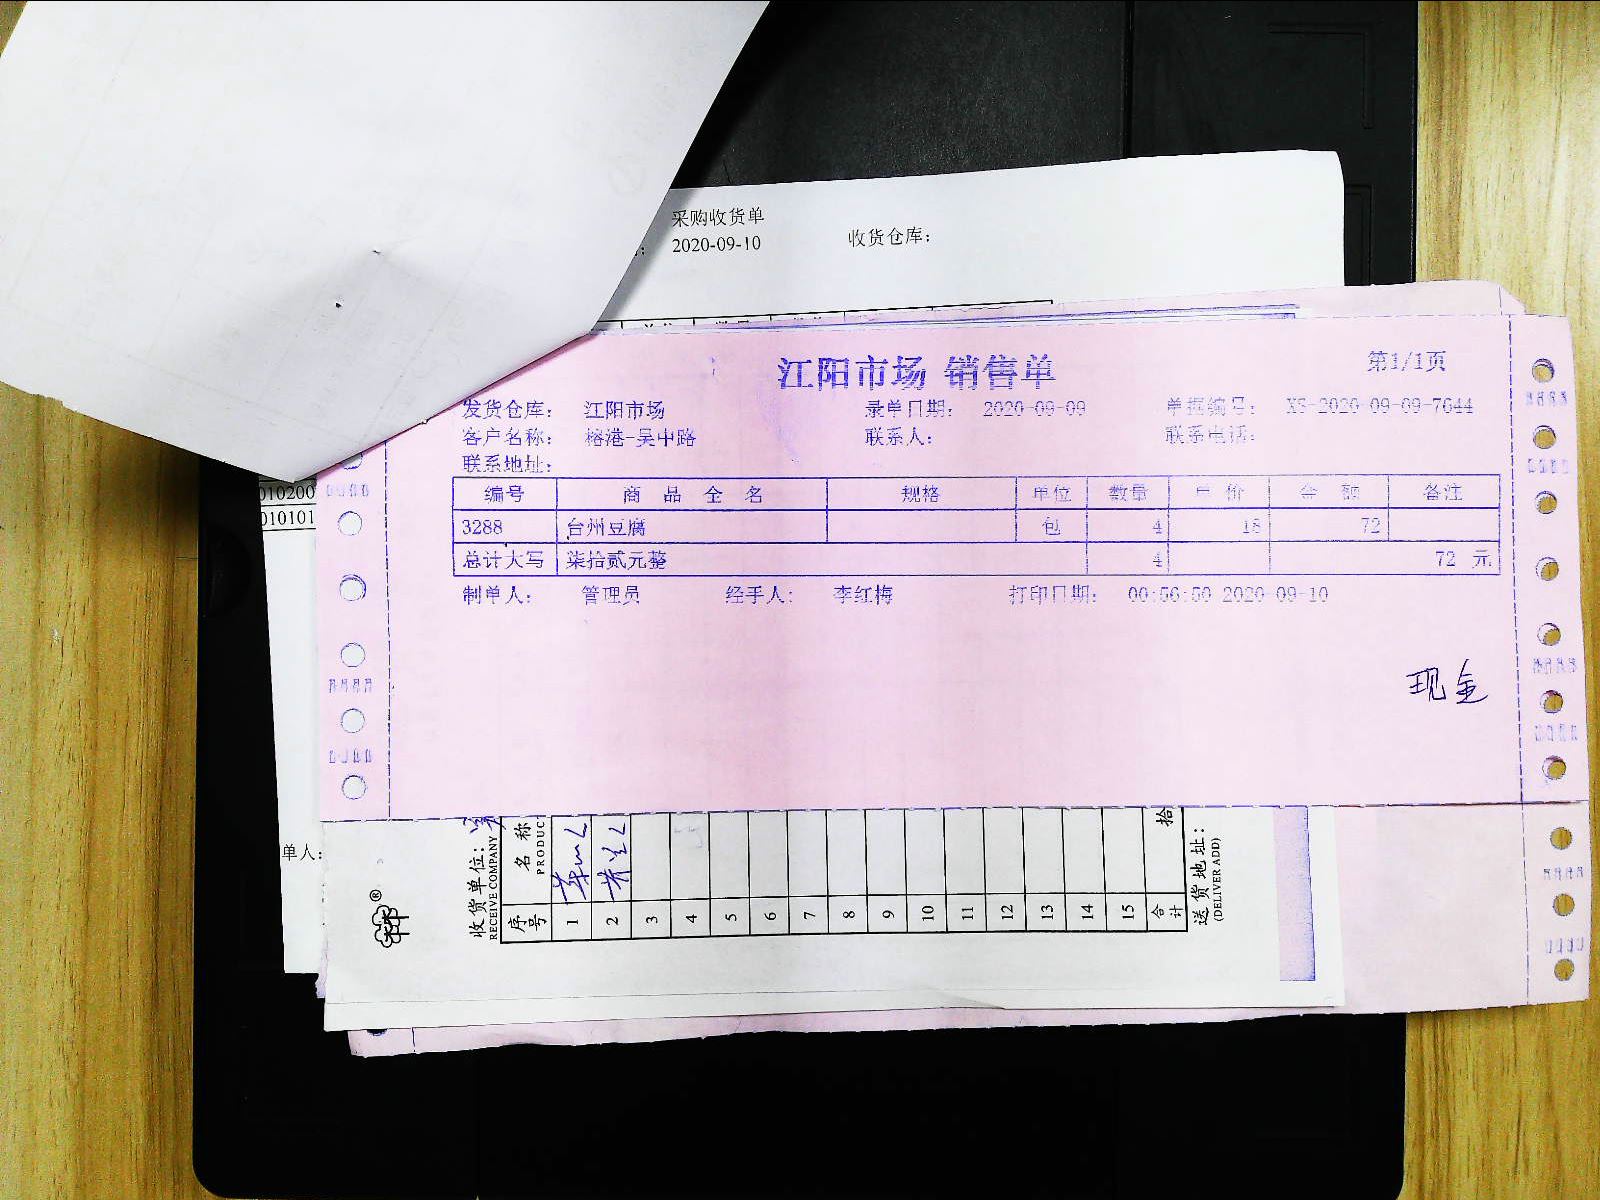 采购收货单
2020-09-10 收货仓库：
江阳市场 销售单 第1/1页
发货仓库： 江阳市场 录单日期： 2020-09-09 单据编号： XS-2020-09-09-7644
客户名称： 榕港-吴中路 联系人： 联系电话：
联系地址：
编号 商品全名 规格 单位 数量 单价 金额 备注
3288 台州豆腐 包 4 18 72
总计大写 柒拾贰元整 4 72 元
制单人： 管理员 经手人： 李红梅 打印日期： 00:56:50 2020-09-10
现金
010200
010101
单人：
收货单位：
RECEIVE COMPANY
序号 名称
PRODUC
1
2
3
4
5
6
7
8
9
10
11
12
13
14
15
合计 拾
送货地址：
(DELIVER ADD)
®